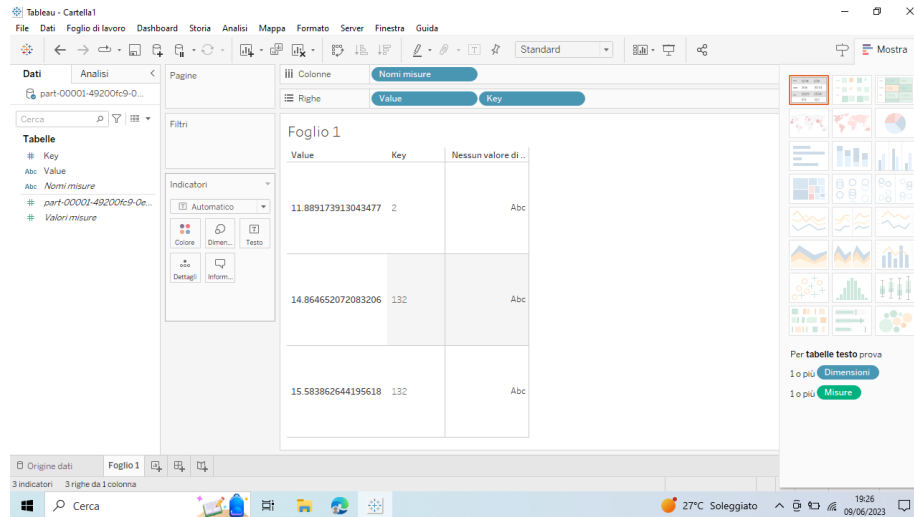 Tableau - Cartella1
File Dati Foglio di lavoro Dashboard Storia Analisi Mappa Formato Server Finestra Guida
Standard
Mostra
Dati Analisi
part-00001-49200fc9-0...
Cerca
Tabelle
# Key
Abc Value
Abc Nomi misure
# part-00001-49200fc9-0e...
# Valori misure
Pagine
Filtri
Indicatori
Automatico
Colore Dimen... Testo
Dettagli Inform...
Colonne Nomi misure
Righe Value Key
Foglio 1
Value Key Nessun valore di ..
11.889173913043477 2 Abc
14.864652072083206 132 Abc
15.583862644195618 132 Abc
Per tabelle testo prova
1 o più Dimensioni
1 o più Misure
Origine dati Foglio 1
3 indicatori 3 righe da 1 colonna
Cerca
27°C Soleggiato
19:26
09/06/2023